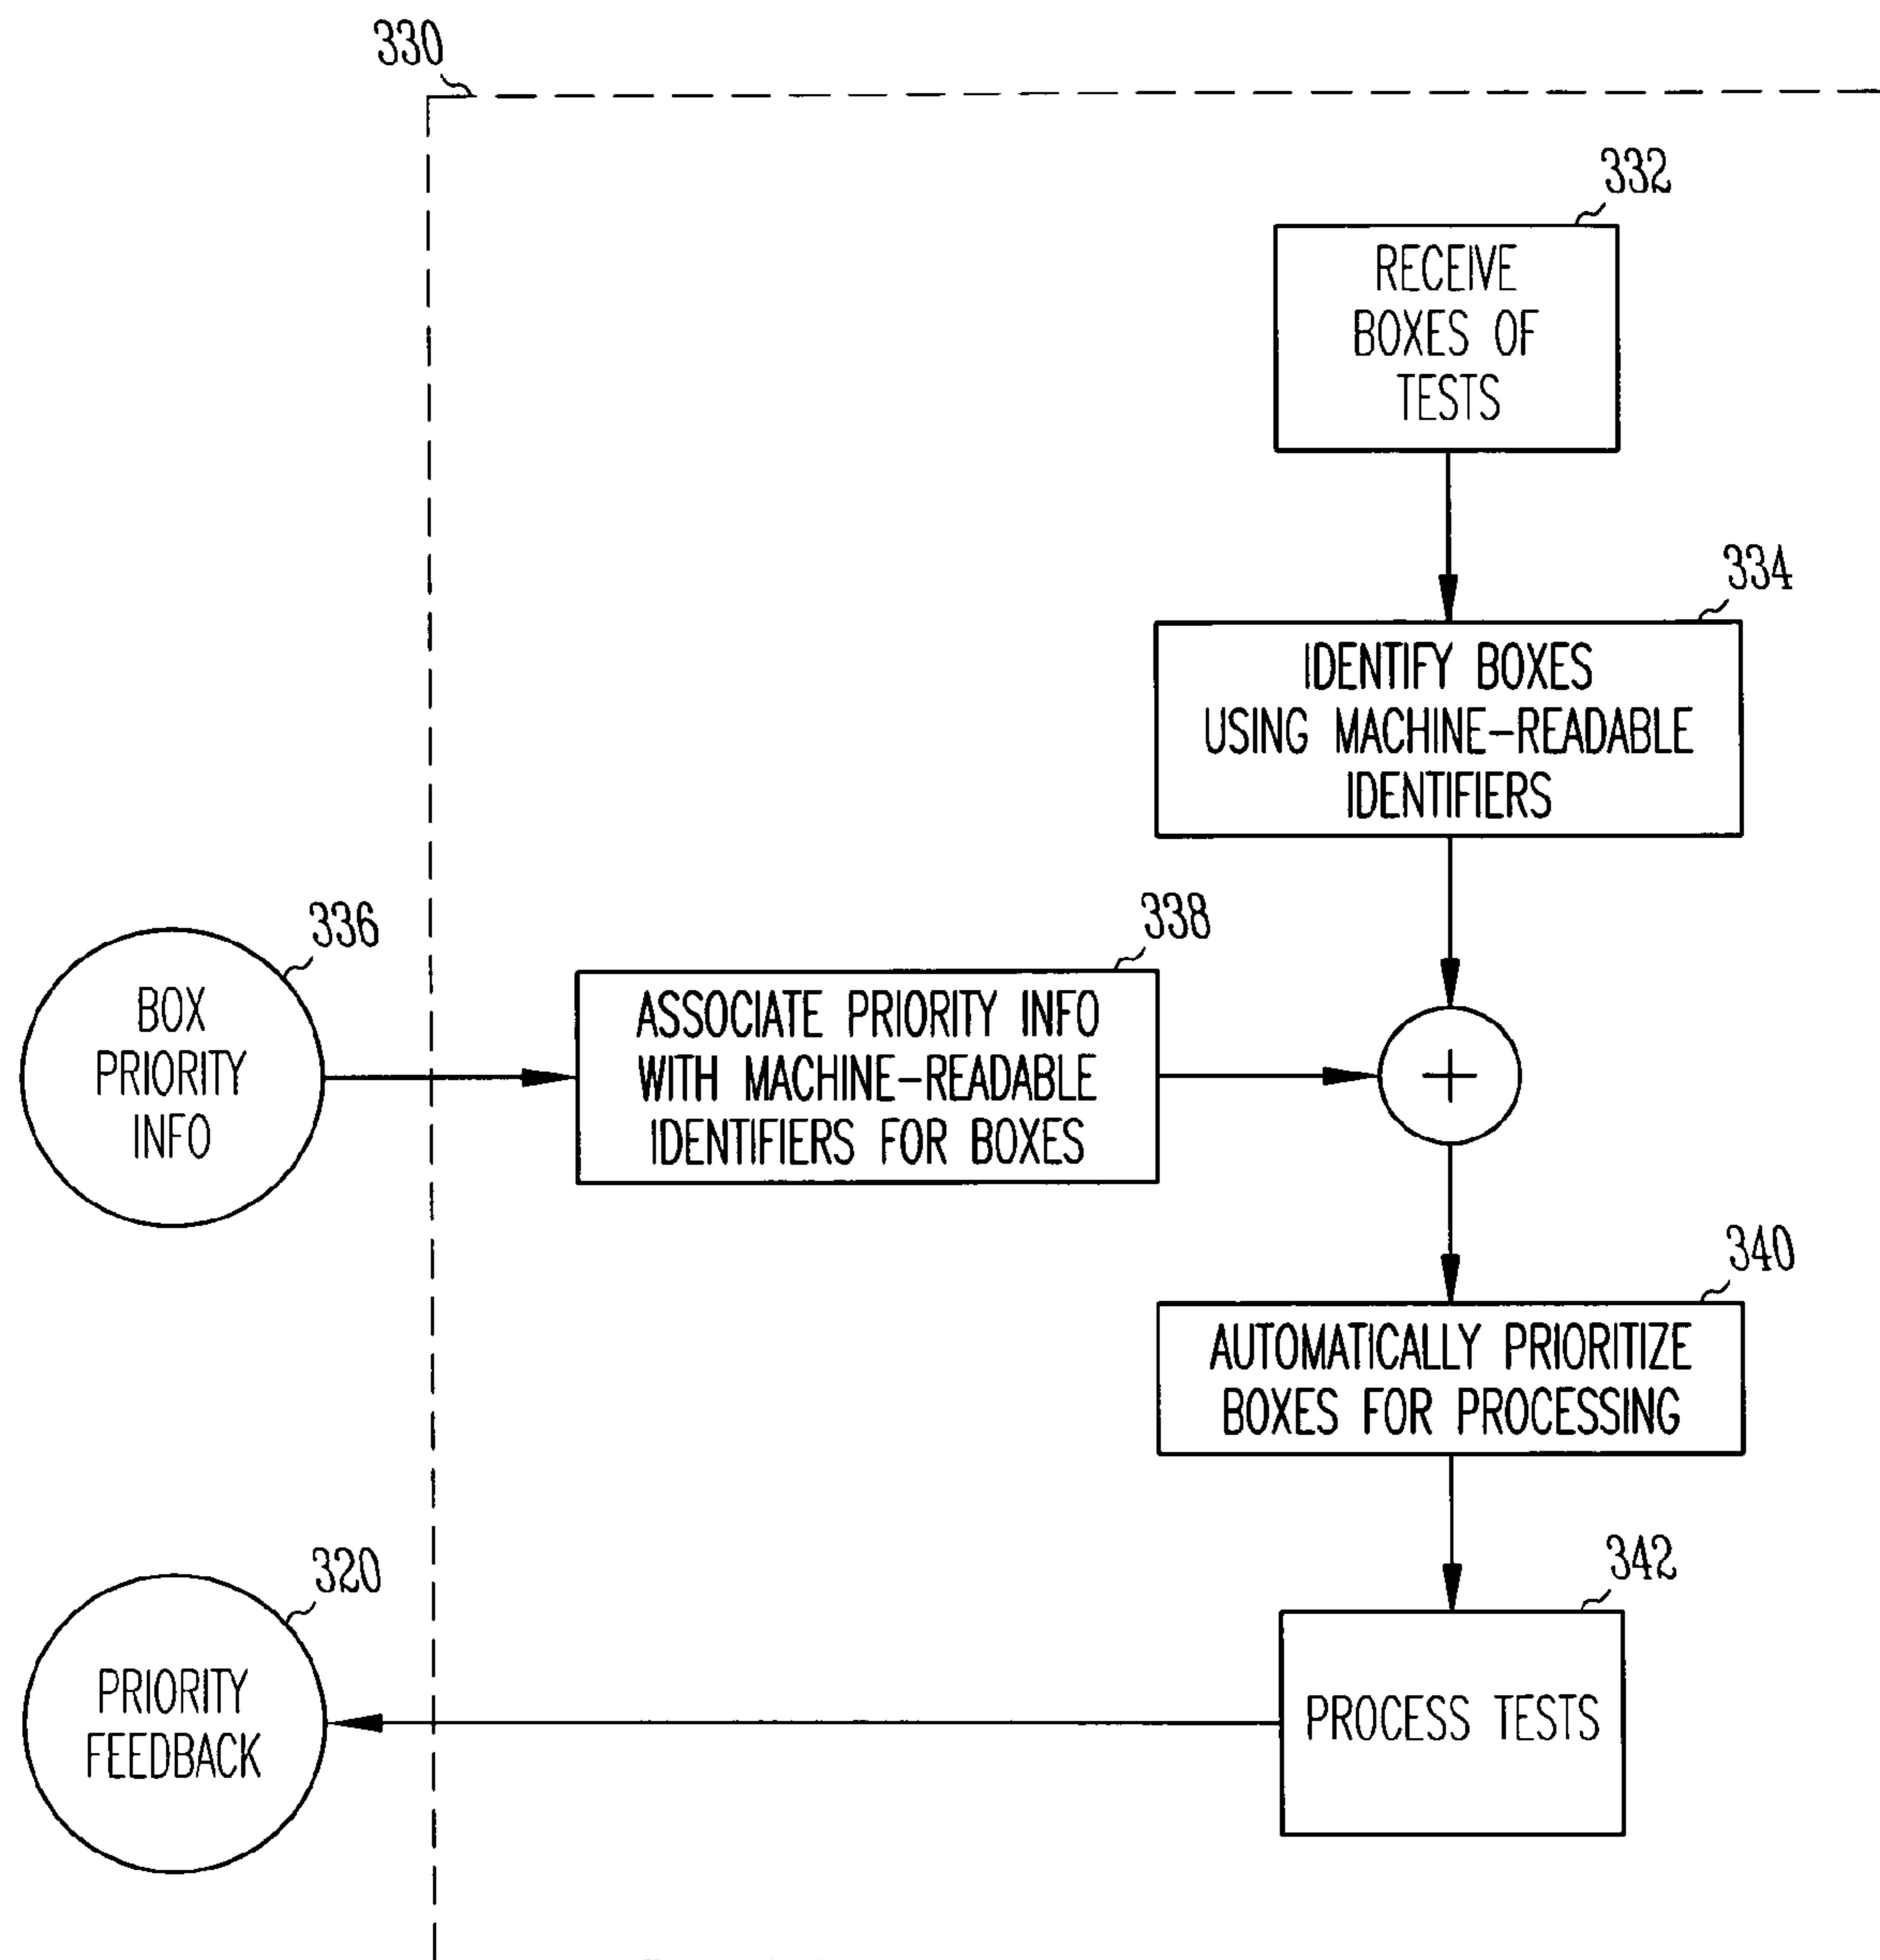 330
332
RECEIVE
BOXES OF
TESTS
334
IDENTIFY BOXES
USING MACHINE-READABLE
IDENTIFIERS
336
BOX
PRIORITY
INFO
338
ASSOCIATE PRIORITY INFO
WITH MACHINE-READABLE
IDENTIFIERS FOR BOXES
+
340
AUTOMATICALLY PRIORITIZE
BOXES FOR PROCESSING
320
PRIORITY
FEEDBACK
342
PROCESS TESTS